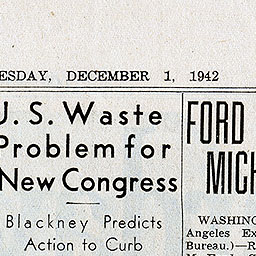 ESDAY, DECEMBER 1, 1942
U.S. Waste
Problem for
New Congress
Blackney Predicts
Action to Curb
FORD
MICH
WASHING
Angeles Ex
Bureau.)—R